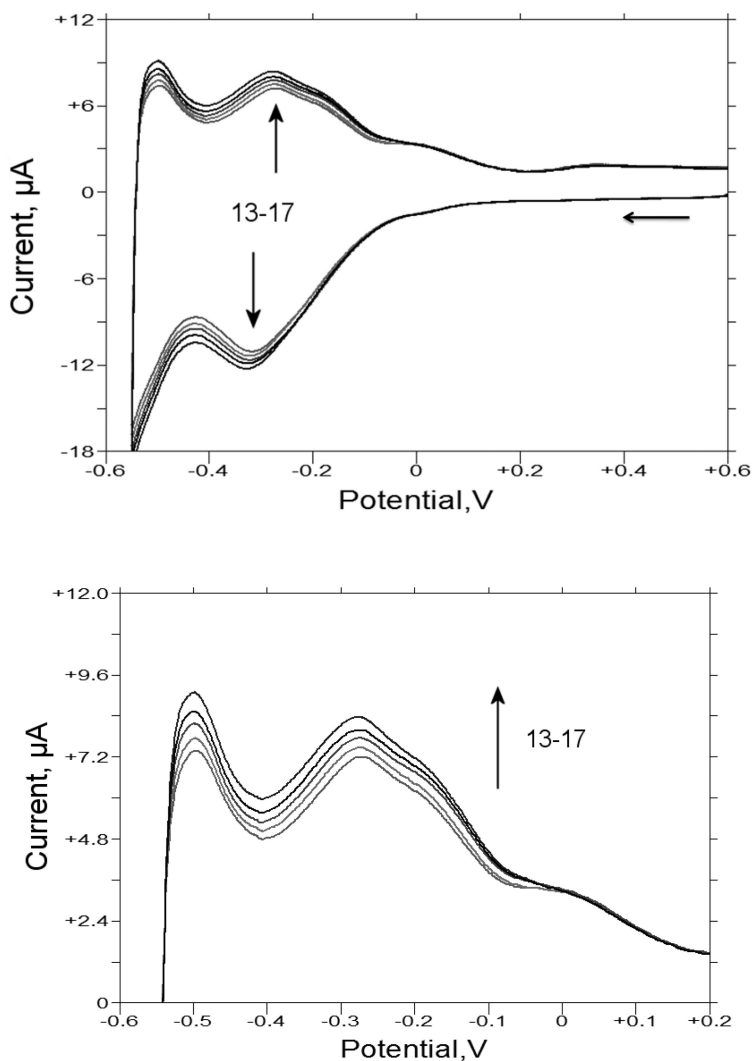 +12
+6
0
-6
-12
-18
Current, µA
13-17
-0.6 -0.4 -0.2 0 +0.2 +0.4 +0.6
Potential,V
+12.0
+9.6
+7.2
+4.8
+2.4
0
Current, µA
13-17
-0.6 -0.5 -0.4 -0.3 -0.2 -0.1 0 +0.1 +0.2
Potential,V